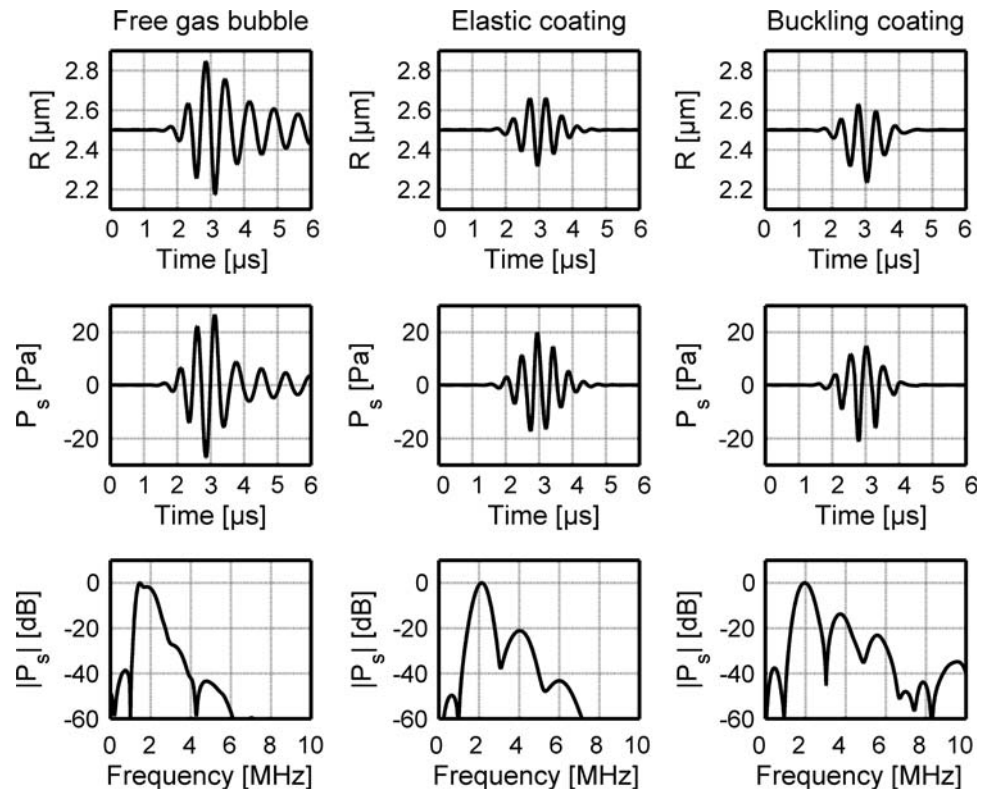 Free gas bubble Elastic coating Buckling coating
R [µm] 2.8 2.6 2.4 2.2 R [µm] 2.8 2.6 2.4 2.2 R [µm] 2.8 2.6 2.4 2.2
0 1 2 3 4 5 6 0 1 2 3 4 5 6 0 1 2 3 4 5 6
Time [µs] Time [µs] Time [µs]
P s [Pa] 20 0 -20 P s [Pa] 20 0 -20 P s [Pa] 20 0 -20
0 1 2 3 4 5 6 0 1 2 3 4 5 6 0 1 2 3 4 5 6
Time [µs] Time [µs] Time [µs]
|P s| [dB] 0 -20 -40 -60 |P s| [dB] 0 -20 -40 -60 |P s| [dB] 0 -20 -40 -60
0 2 4 6 8 10 0 2 4 6 8 10 0 2 4 6 8 10
Frequency [MHz] Frequency [MHz] Frequency [MHz]